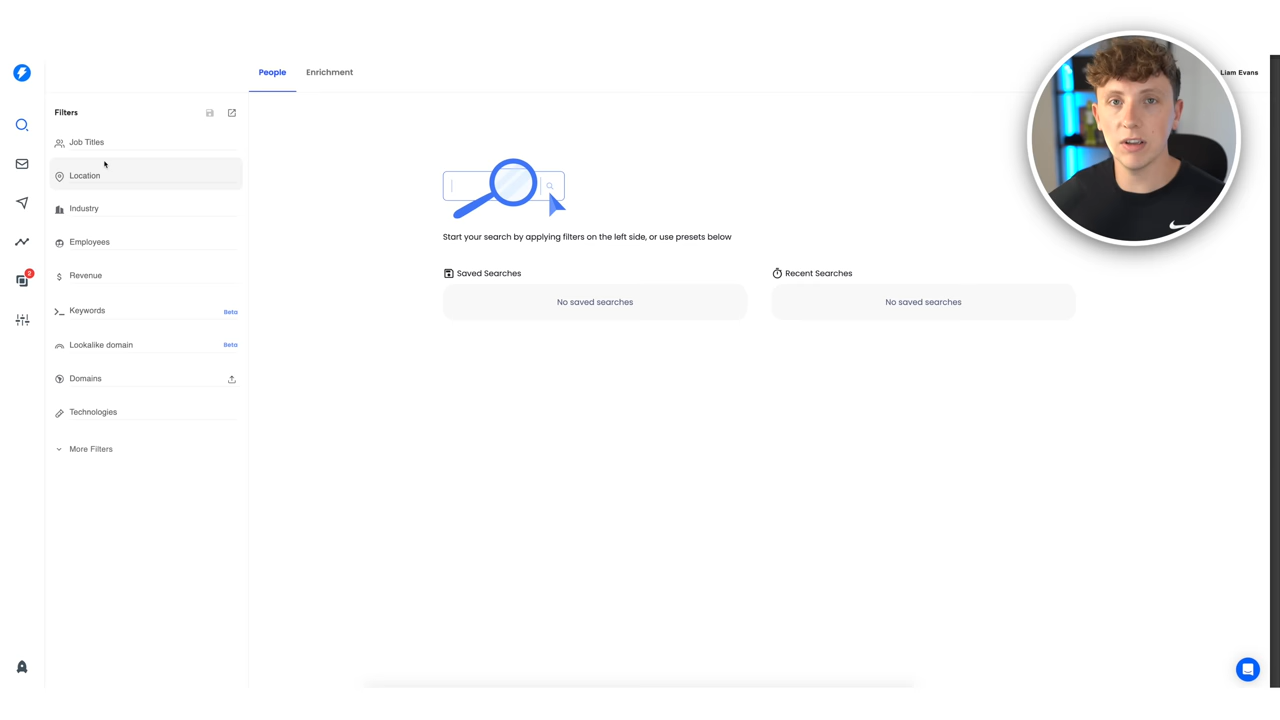 People
Enrichment
Liam Evans
Filters
Job Titles
Location
Industry
Employees
Revenue
Keywords
Beta
Lookalike domain
Beta
Domains
Technologies
More Filters
2
Start your search by applying filters on the left side, or use presets below
Saved Searches
No saved searches
Recent Searches
No saved searches